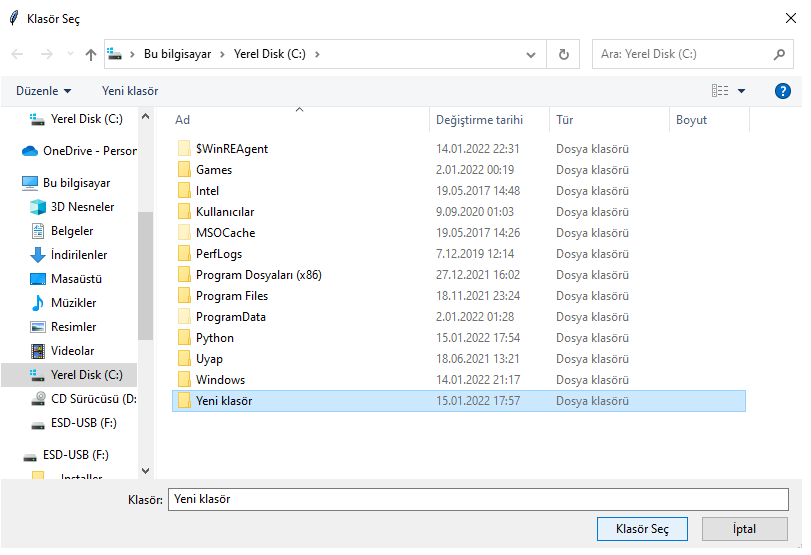 Klasör Seç
Bu bilgisayar
Yerel Disk (C:)
Ara: Yerel Disk (C:)
Düzenle
Yeni klasör
?
Yerel Disk (C:)
OneDrive - Person
Bu bilgisayar
3D Nesneler
Belgeler
İndirilenler
Masaüstü
Müzikler
Resimler
Videolar
Yerel Disk (C:)
CD Sürücüsü (D:
ESD-USB (F:)
ESD-USB (F:)
Installer
Ad Değiştirme tarihi Tür Boyut
$WinREAgent 14.01.2022 22:31 Dosya klasörü
Games 2.01.2022 00:19 Dosya klasörü
Intel 19.05.2017 14:48 Dosya klasörü
Kullanıcılar 9.09.2020 01:03 Dosya klasörü
MSOCache 19.05.2017 14:26 Dosya klasörü
PerfLogs 7.12.2019 12:14 Dosya klasörü
Program Dosyaları (x86) 27.12.2021 16:02 Dosya klasörü
Program Files 18.11.2021 23:24 Dosya klasörü
ProgramData 2.01.2022 01:28 Dosya klasörü
Python 15.01.2022 17:54 Dosya klasörü
Uyap 18.06.2021 13:21 Dosya klasörü
Windows 14.01.2022 21:17 Dosya klasörü
Yeni klasör 15.01.2022 17:57 Dosya klasörü
Klasör: Yeni klasör
Klasör Seç
İptal